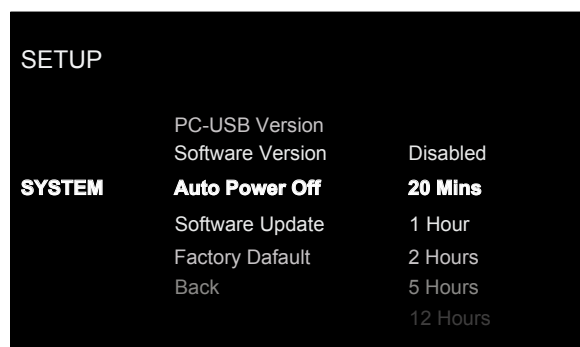 SETUP
PC-USB Version
Software Version Disabled
SYSTEM Auto Power Off 20 Mins
Software Update 1 Hour
Factory Dafault 2 Hours
Back 5 Hours
12 Hours